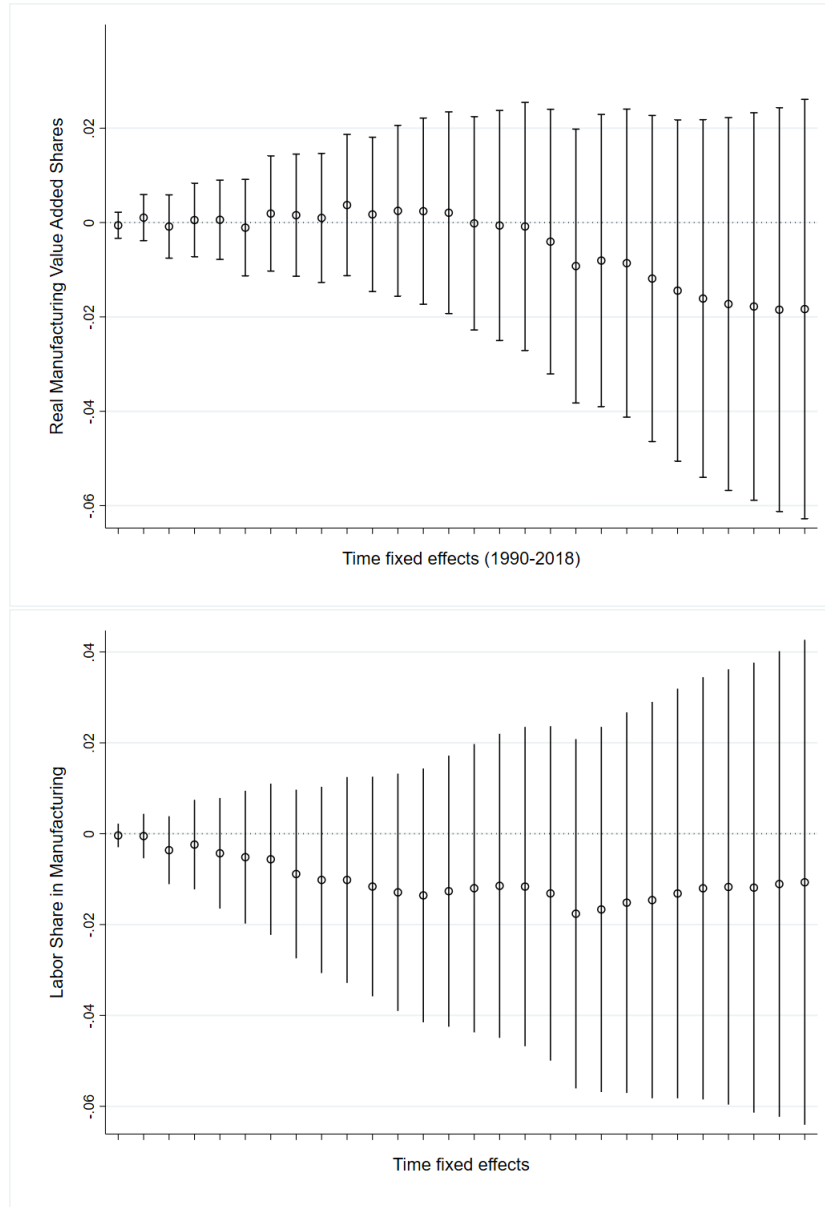 Real Manufacturing Value Added Shares
.02
0
-.02
-.04
-.06
Time fixed effects (1990-2018)
Labor Share in Manufacturing
.04
.02
0
-.02
-.04
-.06
Time fixed effects